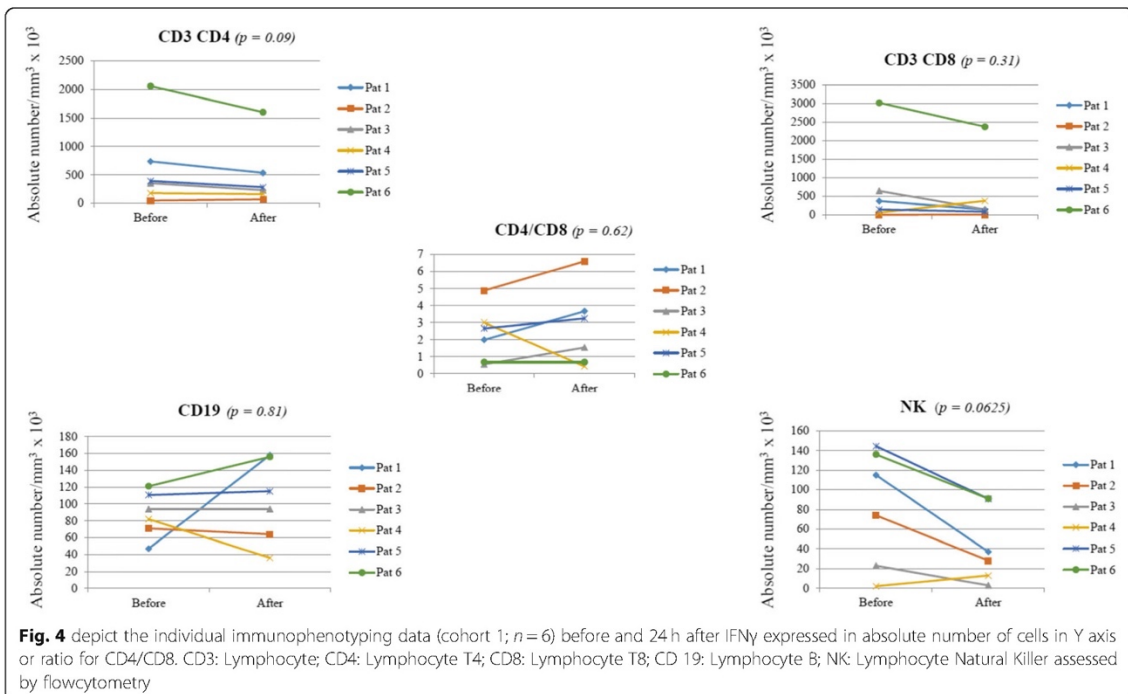 CD3 CD4 (p = 0.09)
Absolute number/mm³ x 10³
2500
2000
1500
1000
500
0
Before
After
Pat 1
Pat 2
Pat 3
Pat 4
Pat 5
Pat 6
CD3 CD8 (p = 0.31)
Absolute number/mm³ x 10³
3500
3000
2500
2000
1500
1000
500
0
Before
After
Pat 1
Pat 2
Pat 3
Pat 4
Pat 5
Pat 6
CD4/CD8 (p = 0.62)
7
6
5
4
3
2
1
0
Before
After
Pat 1
Pat 2
Pat 3
Pat 4
Pat 5
Pat 6
CD19 (p = 0.81)
Absolute number/mm³ x 10³
180
160
140
120
100
80
60
40
20
0
Before
After
Pat 1
Pat 2
Pat 3
Pat 4
Pat 5
Pat 6
NK (p = 0.0625)
Absolute number/mm³ x 10³
160
140
120
100
80
60
40
20
0
Before
After
Pat 1
Pat 2
Pat 3
Pat 4
Pat 5
Pat 6
Fig. 4 depict the individual immunophenotyping data (cohort 1; n = 6) before and 24 h after IFNγ expressed in absolute number of cells in Y axis
or ratio for CD4/CD8. CD3: Lymphocyte; CD4: Lymphocyte T4; CD8: Lymphocyte T8; CD 19: Lymphocyte B; NK: Lymphocyte Natural Killer assessed
by flowcytometry